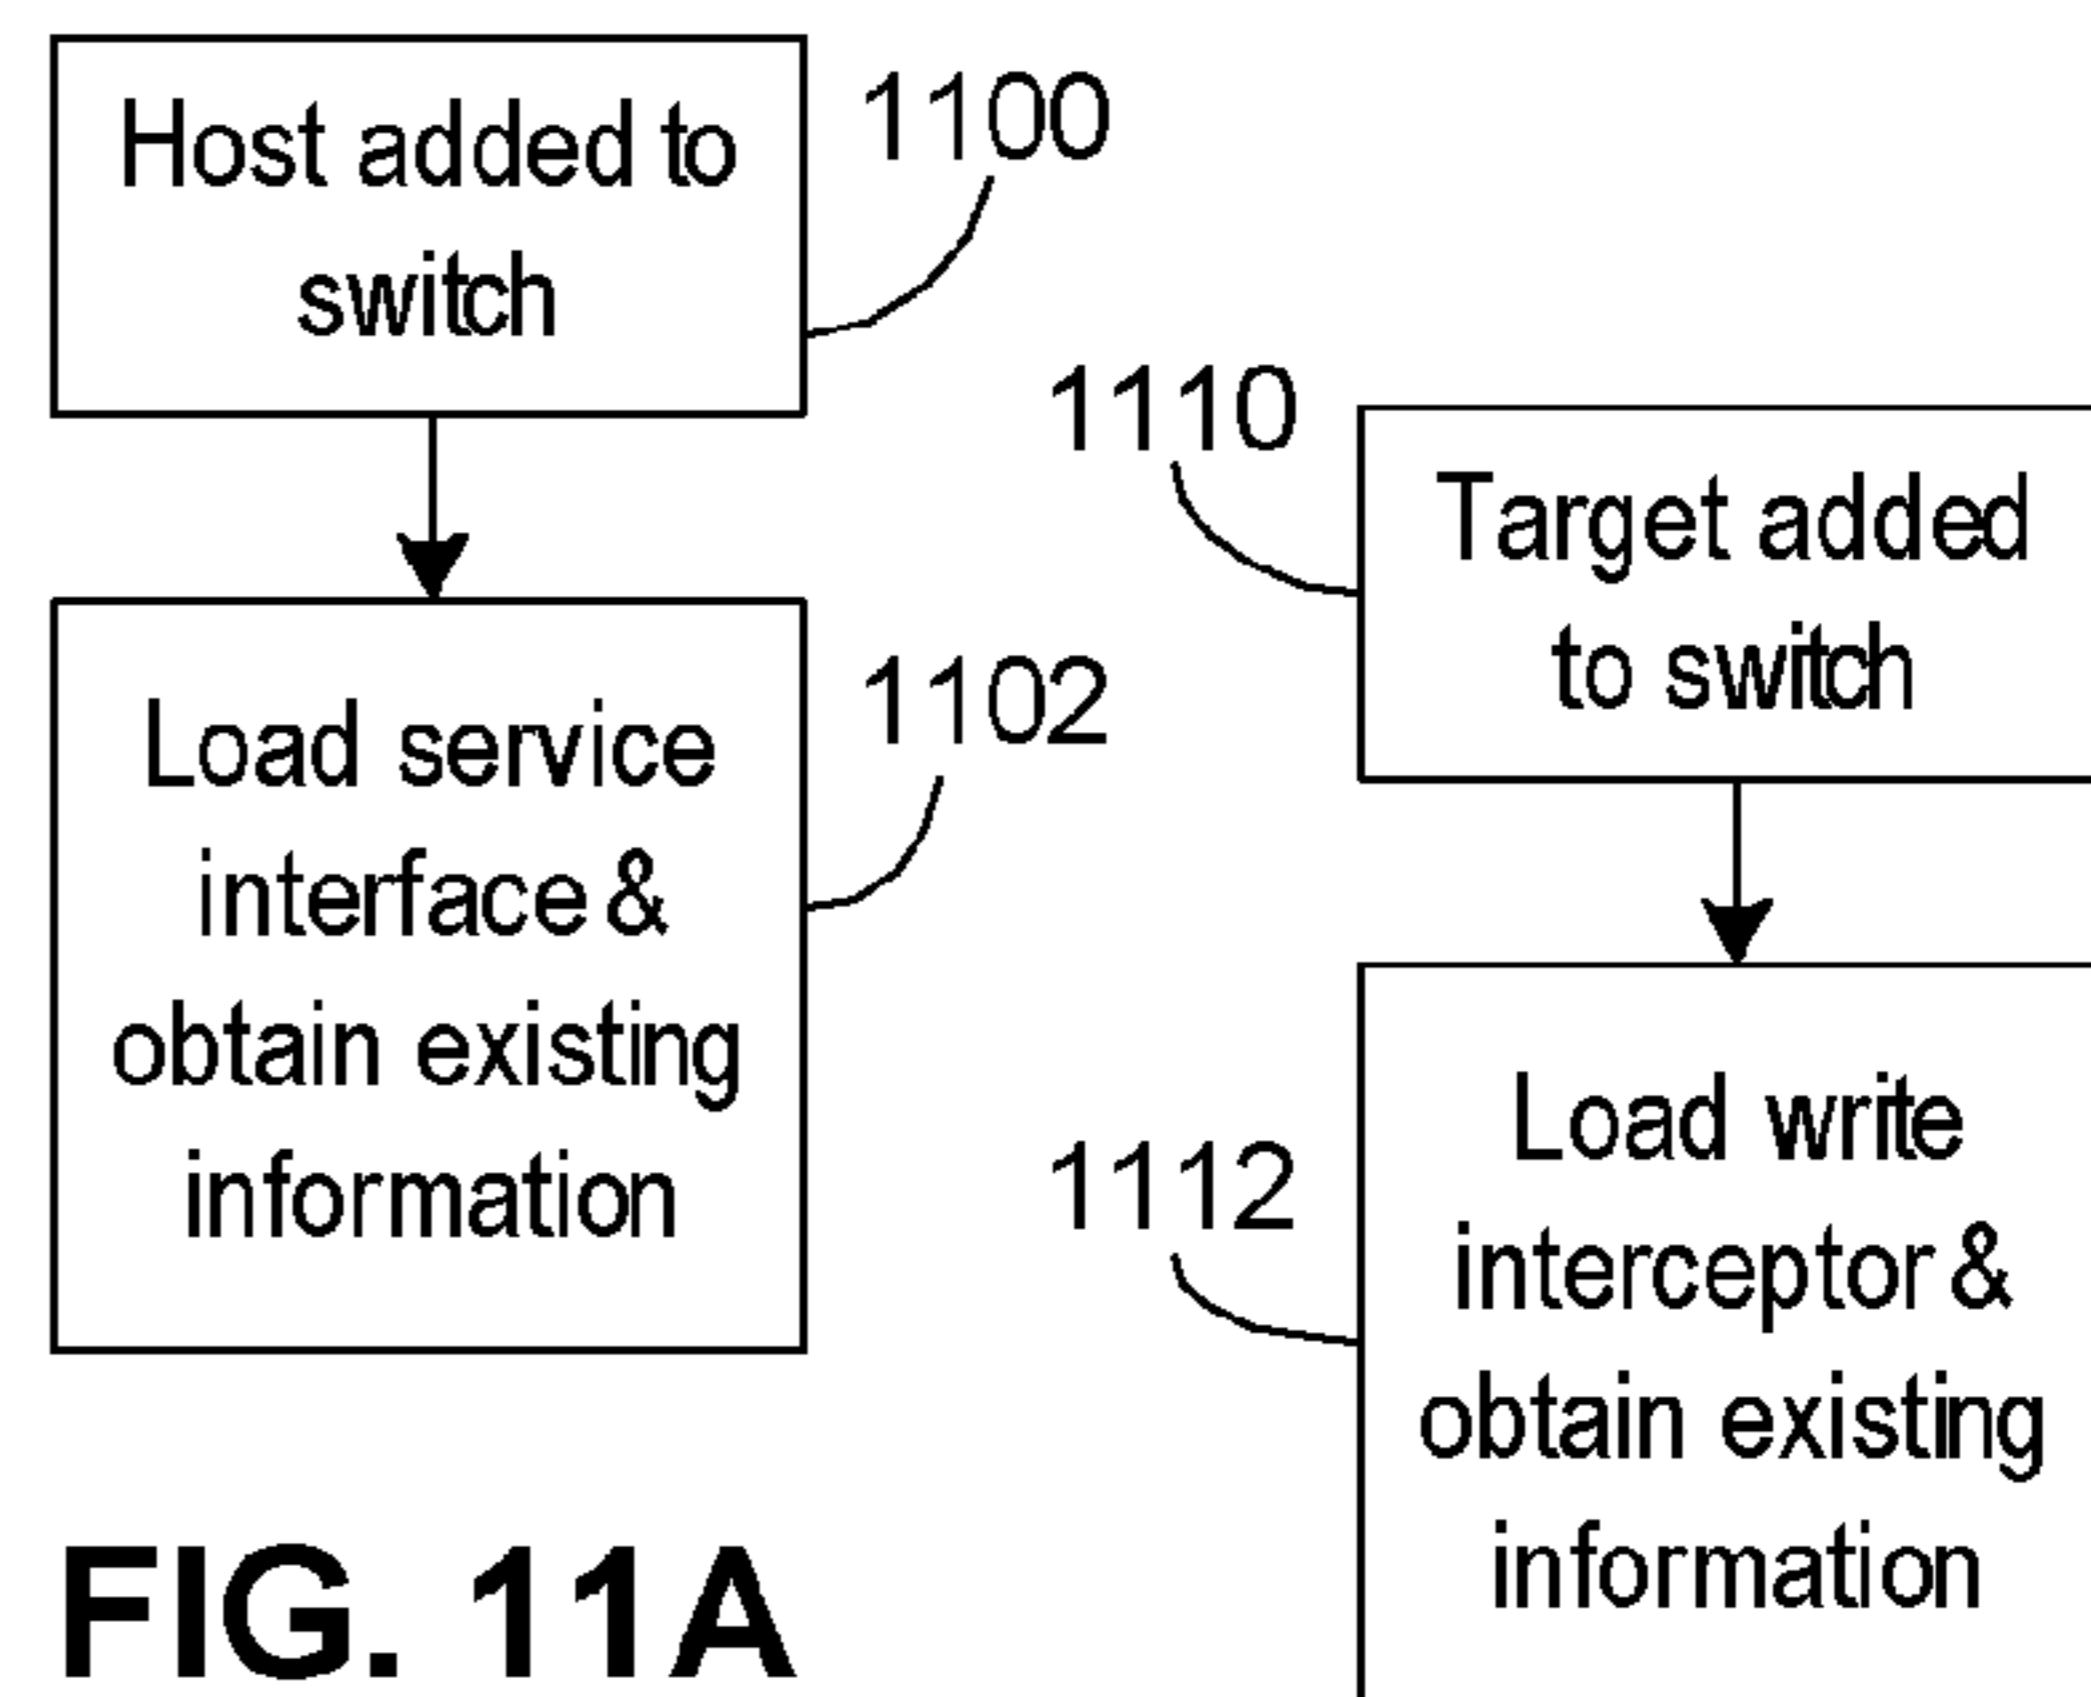 Host added to
switch
1100
Load service
interface &
obtain existing
information
1102
FIG. 11A
1110
Target added
to switch
1112
Load write
interceptor &
obtain existing
information